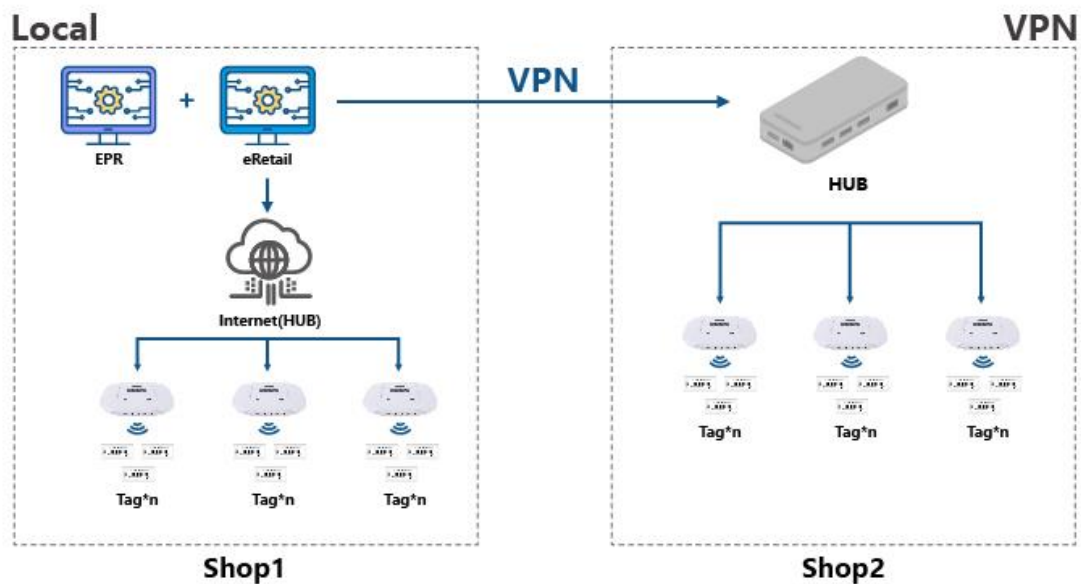 Local
VPN
VPN
EPR
+
eRetail
HUB
Internet(HUB)
Tag*n
Tag*n
Tag*n
Tag*n
Tag*n
Tag*n
Shop1
Shop2